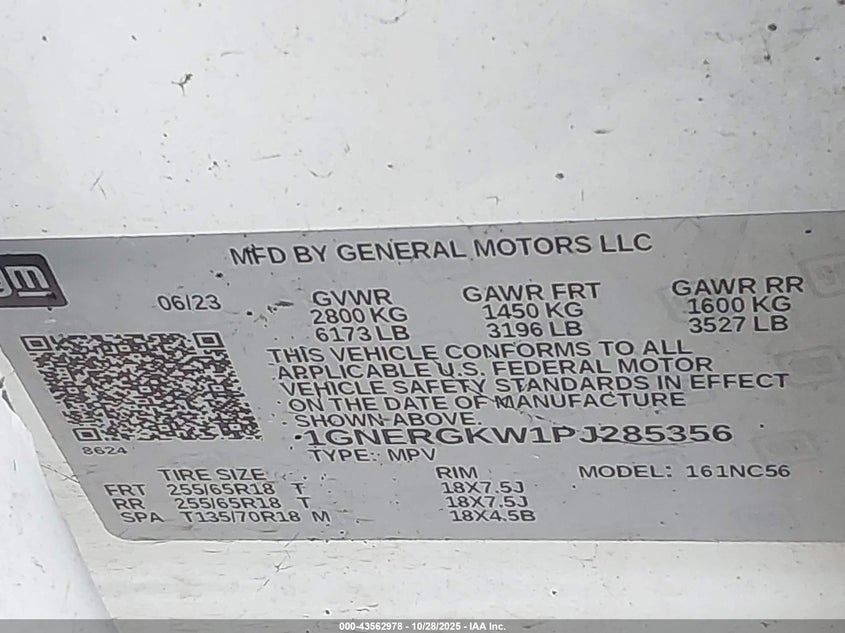 gm
MFD BY GENERAL MOTORS LLC
06/23 GVWR GAWR FRT GAWR RR
2800 KG 1450 KG 1600 KG
6173 LB 3196 LB 3527 LB
THIS VEHICLE CONFORMS TO ALL
APPLICABLE U.S. FEDERAL MOTOR
VEHICLE SAFETY STANDARDS IN EFFECT
ON THE DATE OF MANUFACTURE
SHOWN ABOVE.
1GNERGKW1PJ285356
8624
TYPE: MPV
TIRE SIZE RIM MODEL: 161NC56
FRT 255/65R18 T 18X7.5J
RR 255/65R18 T 18X7.5J
SPA T135/70R18 M 18X4.5B
000-43562978 - 10/28/2025 - IAA Inc.